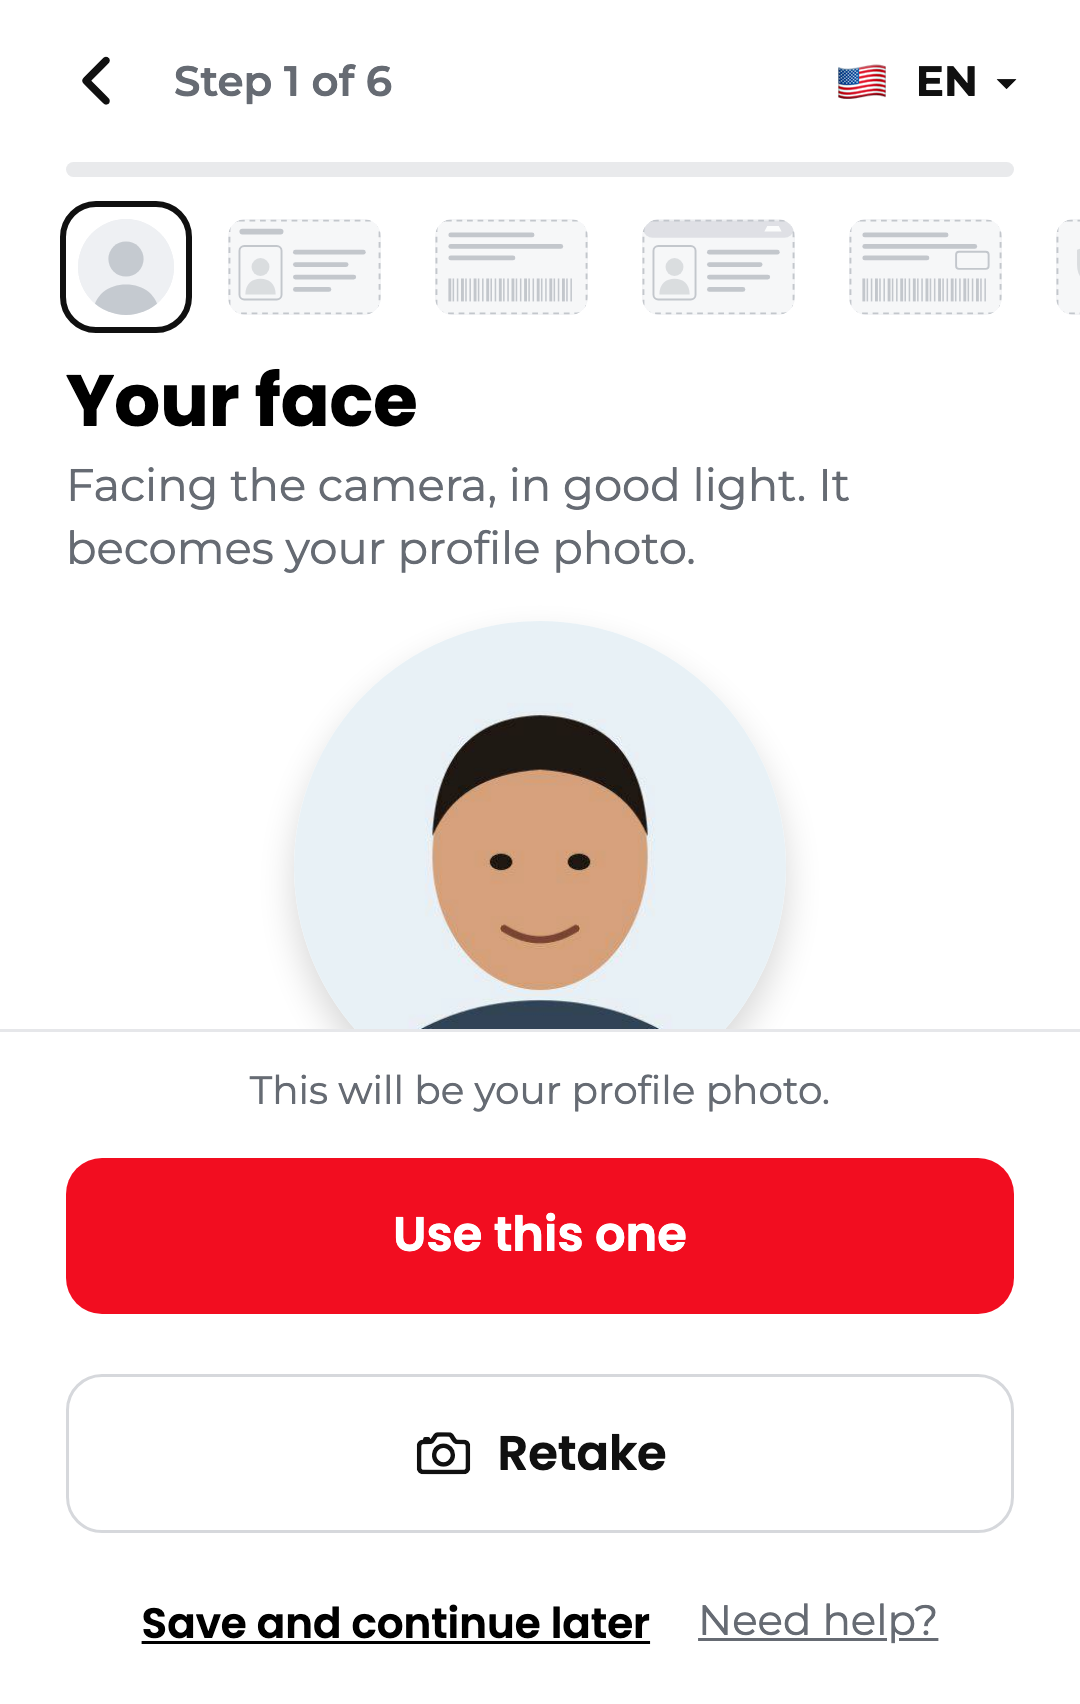 Step 1 of 6
EN
Your face
Facing the camera, in good light. It
becomes your profile photo.
This will be your profile photo.
Use this one
Retake
Save and continue later
Need help?